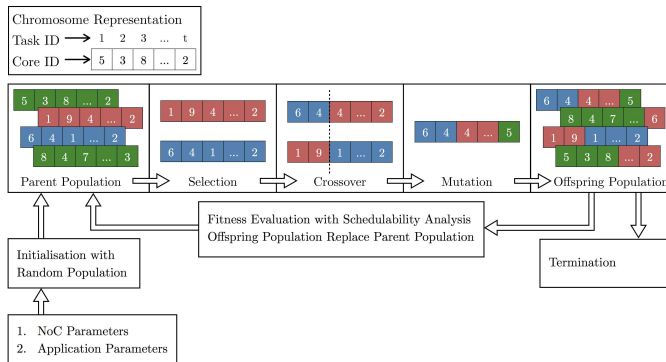 Chromosome Representation
Task ID 1 2 3 ... t
Core ID 5 3 8 ... 2
5 3 8 ... 2
1 9 4 ... 2
6 4 1 ... 2
8 4 7 ... 3
Parent Population
1 9 4 ... 2
6 4 1 ... 2
Selection
6 4 4 ... 2
1 9 1 ... 2
Crossover
6 4 4 ... 5
Mutation
6 4 4 ... 5
8 4 7 ... 6
1 9 1 ... 2
5 3 8 ... 2
Offspring Population
Fitness Evaluation with Schedulability Analysis
Offspring Population Replace Parent Population
Initialisation with
Random Population
Termination
1. NoC Parameters
2. Application Parameters